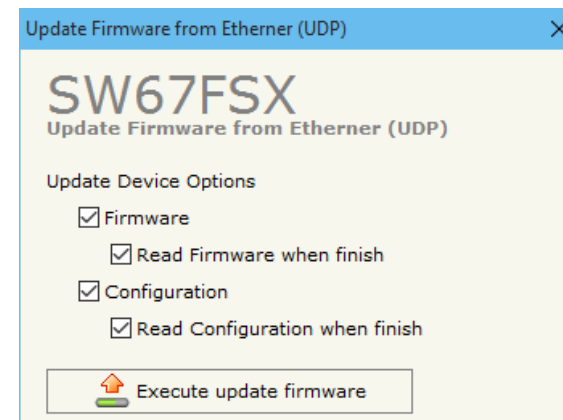 Update Firmware from Etherner (UDP)
SW67FSX
Update Firmware from Etherner (UDP)
Update Device Options
Firmware
Read Firmware when finish
Configuration
Read Configuration when finish
Execute update firmware